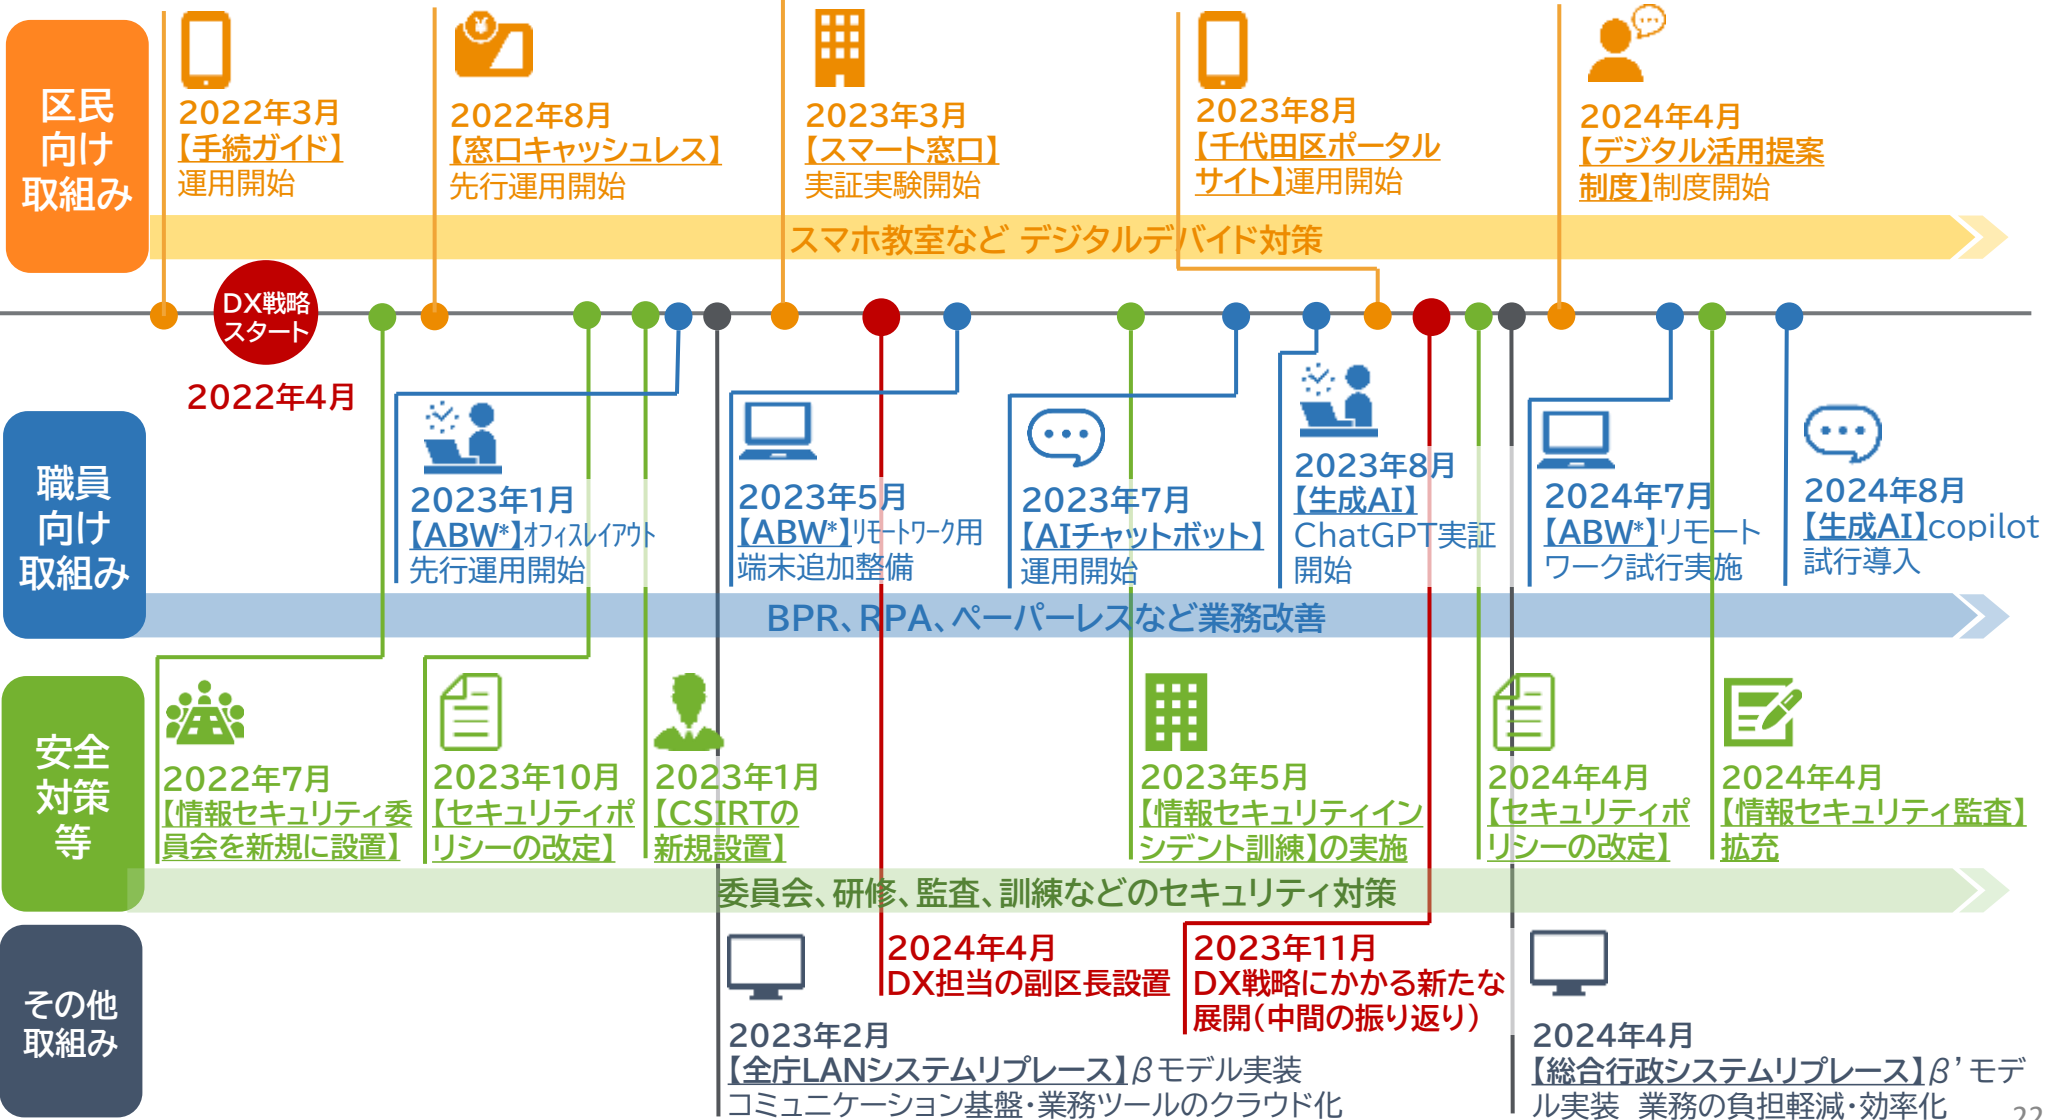 区民
向け
取組み
2022年3月
【手続ガイド】
運用開始
2022年8月
【窓口キャッシュレス】
先行運用開始
2023年3月
【スマート窓口】
実証実験開始
2023年8月
【千代田区ポータル
サイト】運用開始
2024年4月
【デジタル活用提案
制度】制度開始
スマホ教室など デジタルデバイド対策
DX戦略
スタート
2022年4月
職員
向け
取組み
2023年1月
【ABW*】オフィスレイアウト
先行運用開始
2023年5月
【ABW*】リモートワーク用
端末追加整備
2023年7月
【AIチャットボット】
運用開始
2023年8月
【生成AI】
ChatGPT実証
開始
2024年7月
【ABW*】リモート
ワーク試行実施
2024年8月
【生成AI】copilot
試行導入
BPR、RPA、ペーパーレスなど業務改善
安全
対策
等
2022年7月
【情報セキュリティ委
員会を新規に設置】
2023年10月
【セキュリティポ
リシーの改定】
2023年1月
【CSIRTの
新規設置】
2023年5月
【情報セキュリティイン
シデント訓練】の実施
2024年4月
【セキュリティポ
リシーの改定】
2024年4月
【情報セキュリティ監査】
拡充
委員会、研修、監査、訓練などのセキュリティ対策
その他
取組み
2024年4月
DX担当の副区長設置
2023年11月
DX戦略にかかる新たな
展開（中間の振り返り）
2023年2月
【全庁LANシステムリプレース】βモデル実装
コミュニケーション基盤・業務ツールのクラウド化
2024年4月
【総合行政システムリプレース】β’モデ
ル実装 業務の負担軽減・効率化